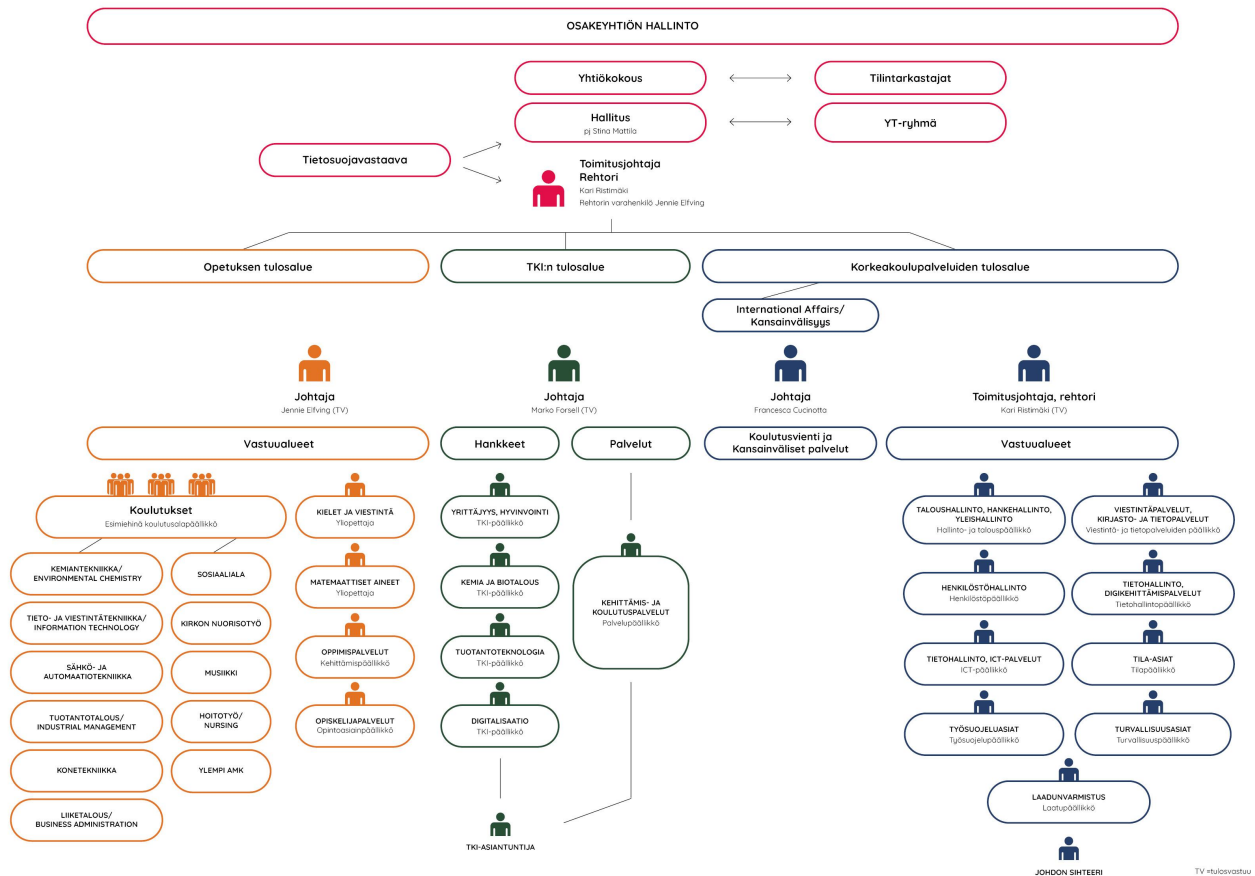 OSAKEYHTIÖN HALLINTO
Yhtiökokous
Tilintarkastajat
Hallitus
pj Stina Mattila
YT-ryhmä
Tietosuojavastaava
Toimitusjohtaja
Rehtori
Kari Ristimäki
Rehtorin varahenkilö Jennie Elfving
Opetuksen tulosalue
TKI:n tulosalue
Korkeakoulupalveluiden tulosalue
International Affairs/
Kansainvälisyys
Johtaja
Jennie Elfving (TV)
Johtaja
Marko Forsell (TV)
Johtaja
Francesca Cucinotta
Toimitusjohtaja, rehtori
Kari Ristimäki (TV)
Vastuualueet
Hankkeet
Palvelut
Koulutusvienti ja
Kansainväliset palvelut
Vastuualueet
Koulutukset
Esimiehinä koulutusalapäällikkö
KEMIANTEKNIIKKA/
ENVIRONMENTAL CHEMISTRY
TIETO- JA VIESTINTÄTEKNIIKKA/
INFORMATION TECHNOLOGY
SÄHKÖ- JA
AUTOMAATIOTEKNIIKKA
TUOTANTOTALOUS/
INDUSTRIAL MANAGEMENT
KONETEKNIIKKA
LIIKETALOUS/
BUSINESS ADMINISTRATION
SOSIAALIALA
KIRKON NUORISOTYÖ
MUSIIKKI
HOITOTYÖ/
NURSING
YLEMPI AMK
KIELET JA VIESTINTÄ
Yliopettaja
MATEMAATTISET AINEET
Yliopettaja
OPPIMISPALVELUT
Kehittämispäällikkö
OPISKELIJAPALVELUT
Opintoasiainpäällikkö
YRITTÄJYYS, HYVINVOINTI
TKI-päällikkö
KEMIA JA BIOTALOUS
TKI-päällikkö
TUOTANTOTEKNOLOGIA
TKI-päällikkö
DIGITALISAATIO
TKI-päällikkö
KEHITTÄMIS- JA
KOULUTUSPALVELUT
Palvelupäällikkö
TKI-ASIANTUNTIJA
TALOUSHALLINTO, HANKEHALLINTO,
YLEISHALLINTO
Hallinto- ja talouspäällikkö
VIESTINTÄPALVELUT,
KIRJASTO- JA TIETOPALVELUT
Viestintä- ja tietopalveluiden päällikkö
HENKILÖSTÖHALLINTO
Henkilöstöpäällikkö
TIETOHALLINTO,
DIGIKEHITTÄMISPALVELUT
Tietohallintopäällikkö
TIETOHALLINTO, ICT-PALVELUT
ICT-päällikkö
TILA-ASIAT
Tilapäällikkö
TYÖSUOJELUASIAT
Työsuojelupäällikkö
TURVALLISUUSASIAT
Turvallisuuspäällikkö
LAADUNVARMISTUS
Laatupäällikkö
JOHDON SIHTEERI
TV =tulosvastuu